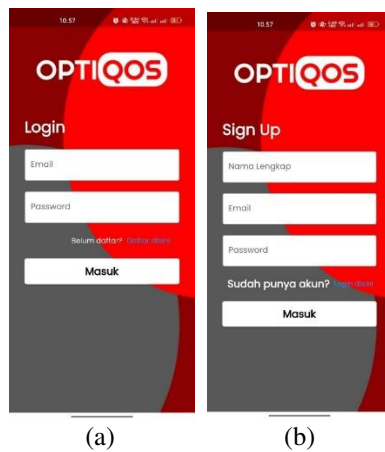 10.57
OPTIQOS
Login
Email
Password
Belum daftar? Daftar disini
Masuk
(a)
10.57
OPTIQOS
Sign Up
Nama Lengkap
Email
Password
Sudah punya akun? Login disini
Masuk
(b)